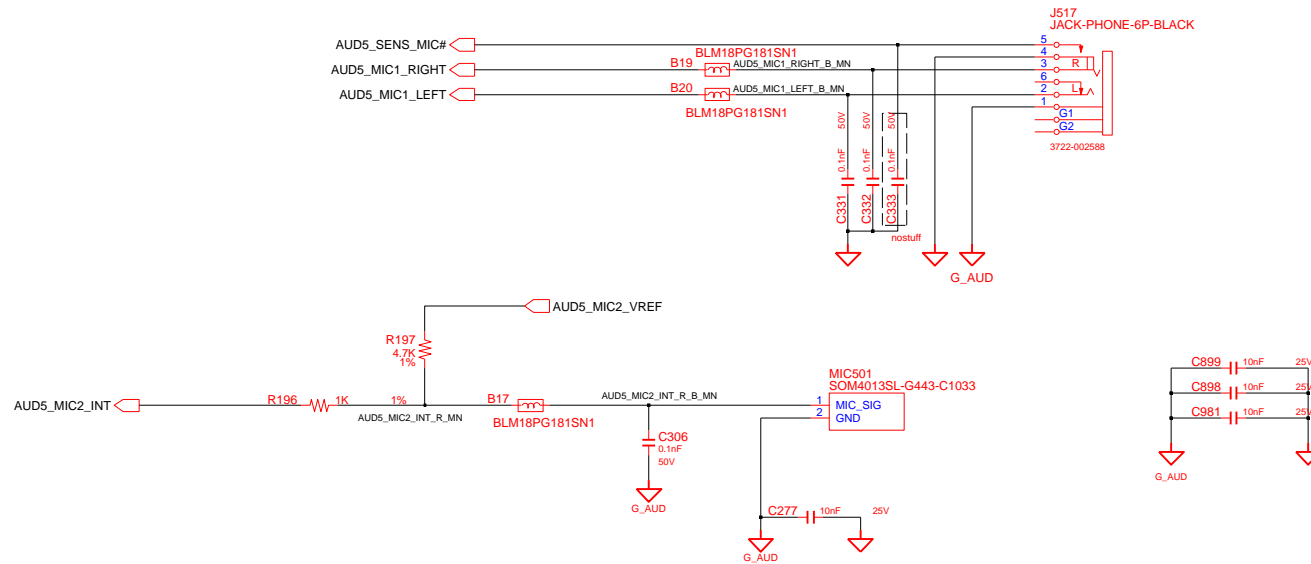 J517
JACK-PHONE-6P-BLACK
AUD5_SENS_MIC#
5
BLM18PG181SN1
4
AUD5_MIC1_RIGHT
B19
AUD5_MIC1_RIGHT_B_MN
3
R
6
AUD5_MIC1_LEFT
B20
AUD5_MIC1_LEFT_B_MN
2
L
BLM18PG181SN1
1
G1
G2
3722-002588
50V
50V
50V
0.1nF
0.1nF
0.1nF
C331
C332
C333
nostuff
G_AUD
AUD5_MIC2_VREF
R197
4.7K
1%
C899
10nF
25V
C898
10nF
25V
C981
10nF
25V
G_AUD
MIC501
SOM4013SL-G443-C1033
AUD5_MIC2_INT
R196
1K
1%
AUD5_MIC2_INT_R_MN
B17
BLM18PG181SN1
AUD5_MIC2_INT_R_B_MN
1
MIC_SIG
2
GND
C306
0.1nF
50V
G_AUD
C277
10nF
25V
G_AUD